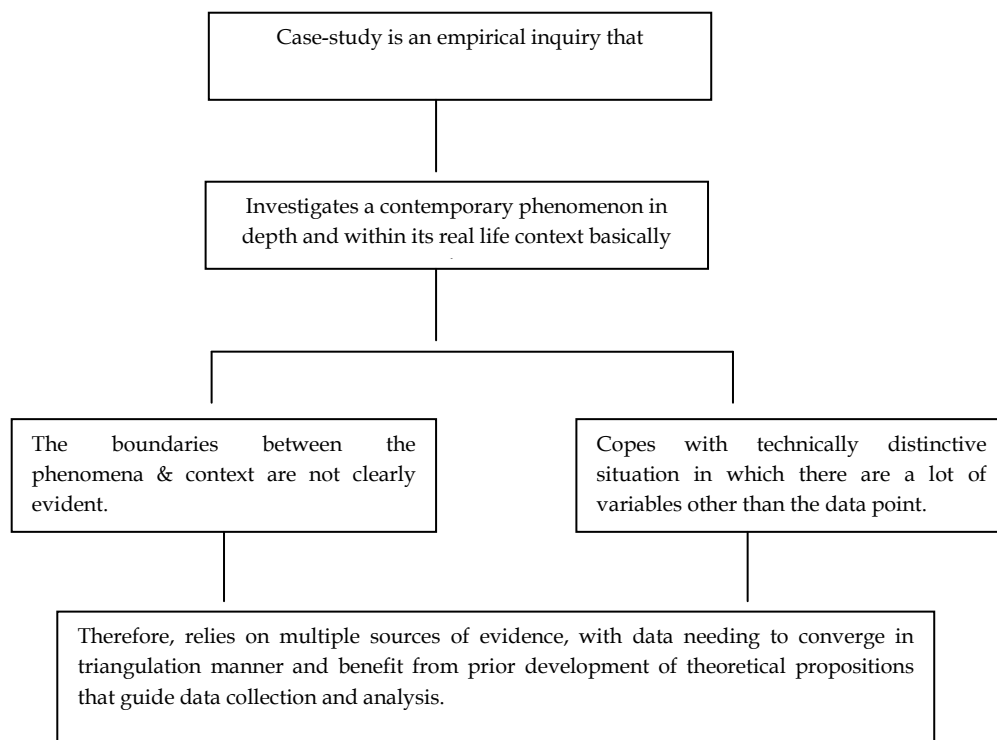 Case-study is an empirical inquiry that
Investigates a contemporary phenomenon in
depth and within its real life context basically
The boundaries between the
phenomena & context are not clearly
evident.
Copes with technically distinctive
situation in which there are a lot of
variables other than the data point.
Therefore, relies on multiple sources of evidence, with data needing to converge in
triangulation manner and benefit from prior development of theoretical propositions
that guide data collection and analysis.